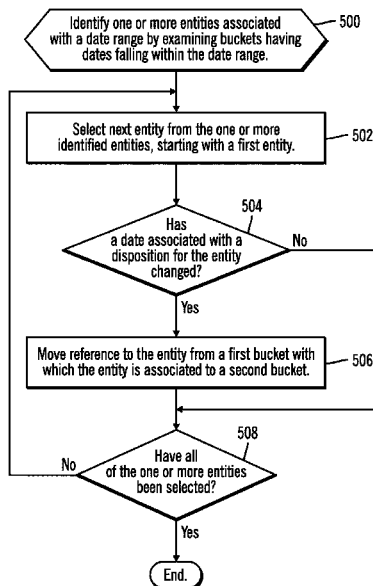 Identify one or more entities associated
with a date range by examining buckets having
dates falling within the date range.
500
Select next entity from the one or more
identified entities, starting with a first entity.
502
504
Has
a date associated with a
disposition for the entity
changed?
No
Yes
Move reference to the entity from a first bucket with
which the entity is associated to a second bucket.
506
508
Have all
of the one or more entities
been selected?
No
Yes
End.